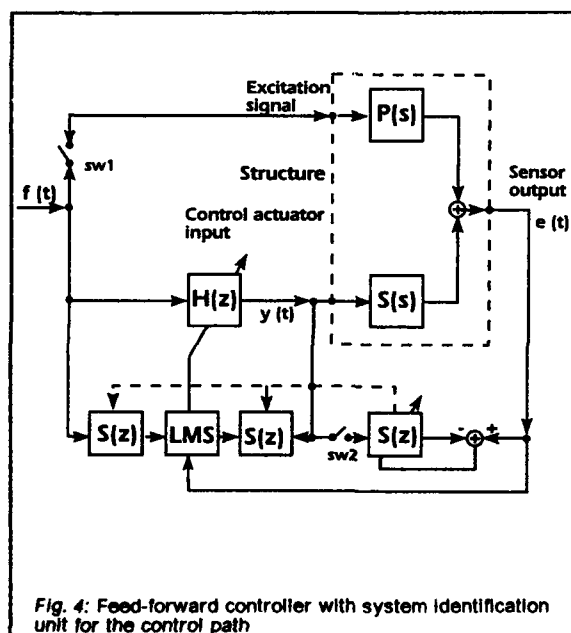 Excitation
signal
P(s)
sw1
Structure
Sensor
output
f (t)
e (t)
Control actuator
input
H(z)
y (t)
S(s)
S(z)
LMS
S(z)
sw2
S(z)
-
+
Fig. 4: Feed-forward controller with system identification
unit for the control path